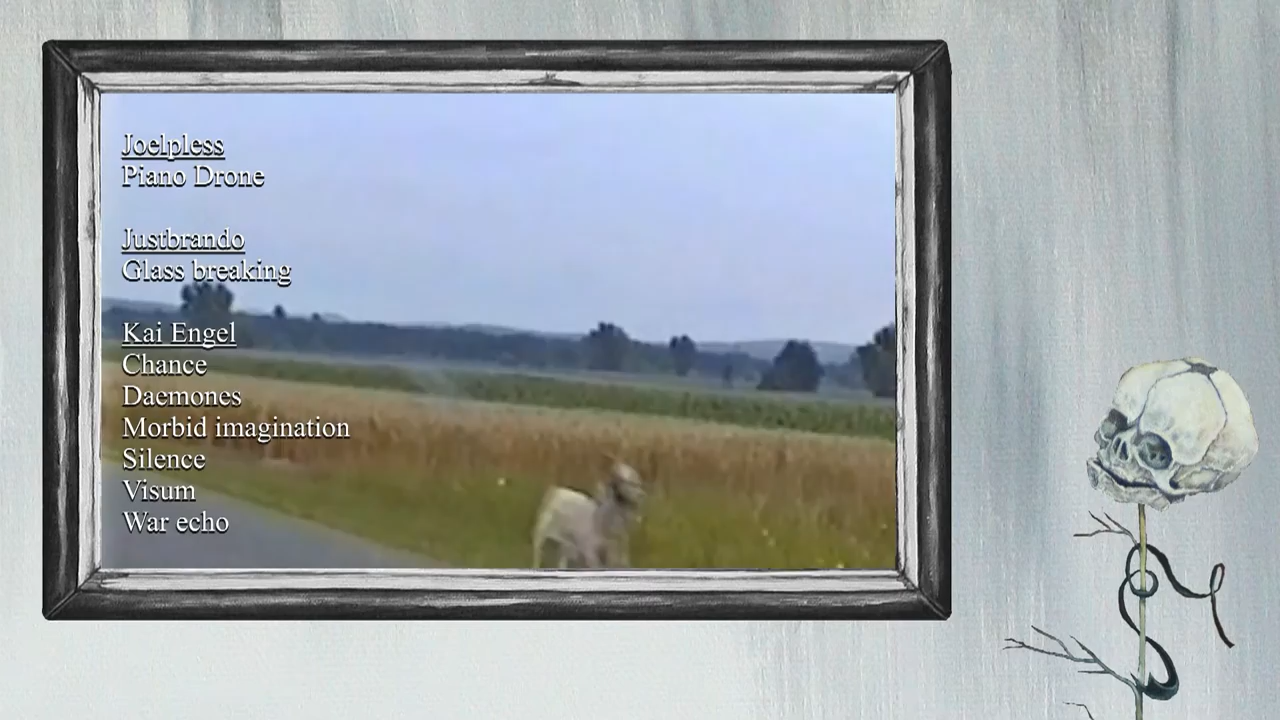 Joelpless
Piano Drone
Justbrando
Glass breaking
Kai Engel
Chance
Daemones
Morbid imagination
Silence
Visum
War echo